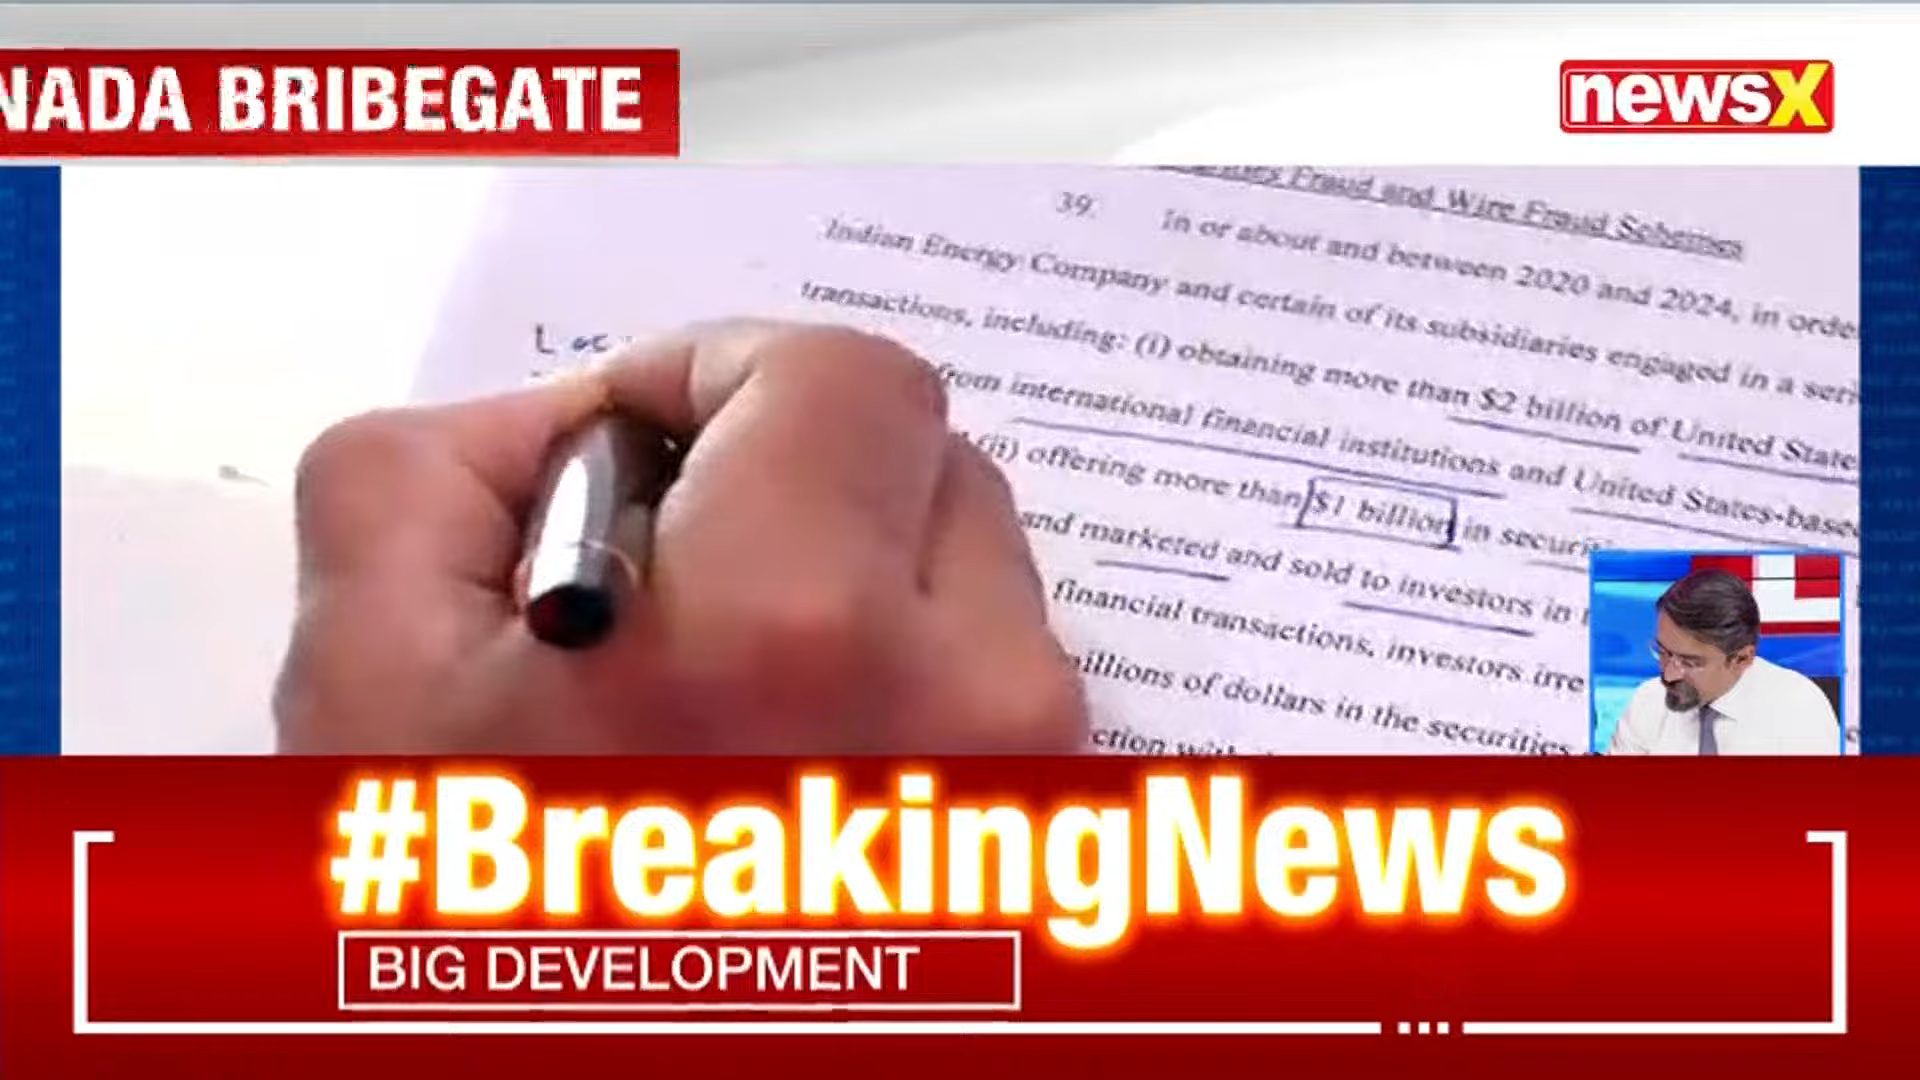 NADA BRIBEGATE
newsX
Fraud and Wire Fraud Schemes
39. In or about and between 2020 and 2024, in orde
Indian Energy Company and certain of its subsidiaries engaged in a seri
transactions, including: (i) obtaining more than $2 billion of United State
from international financial institutions and United States-base
(ii) offering more than $1 billion in securi
and marketed and sold to investors in
financial transactions, investors
millions of dollars in the securities
ction
#BreakingNews
BIG DEVELOPMENT